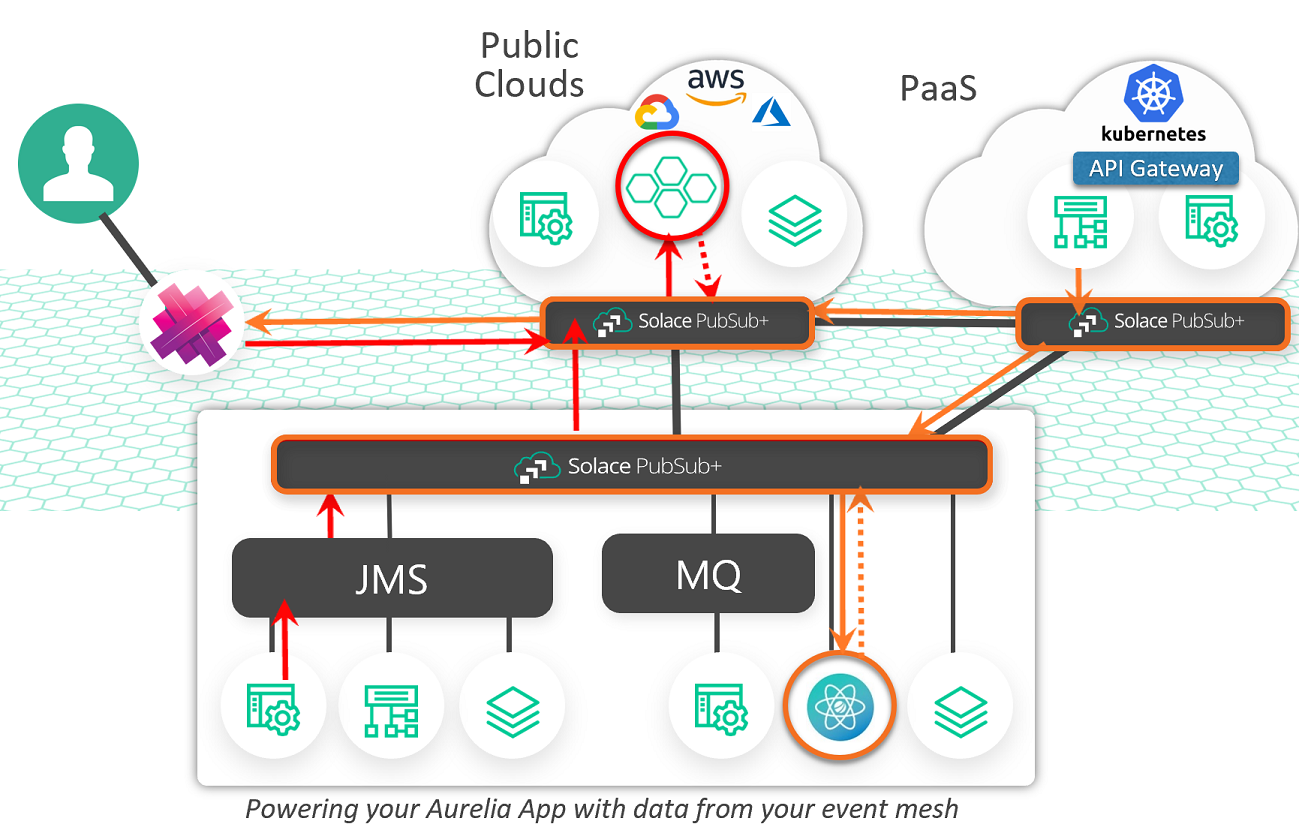 Public
Clouds
aws
PaaS
kubernetes
API Gateway
Solace PubSub+
Solace PubSub+
Solace PubSub+
JMS
MQ
Powering your Aurelia App with data from your event mesh